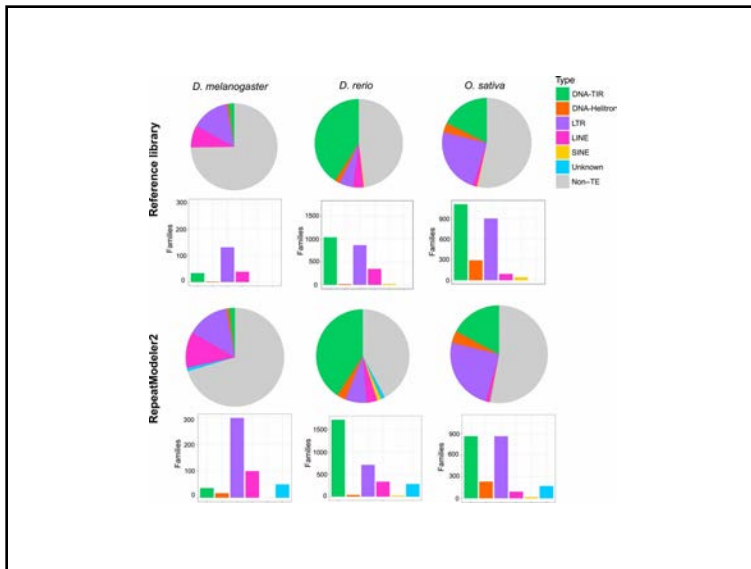 D. melanogaster D. rerio O. sativa
Type
DNA-TIR
DNA-Helitron
LTR
LINE
SINE
Unknown
Non-TE
Reference library
Families
300
200
100
0
Families
1500
1000
500
0
Families
900
600
300
0
RepeatModeler2
Families
300
200
100
0
Families
1500
1000
500
0
Families
900
600
300
0